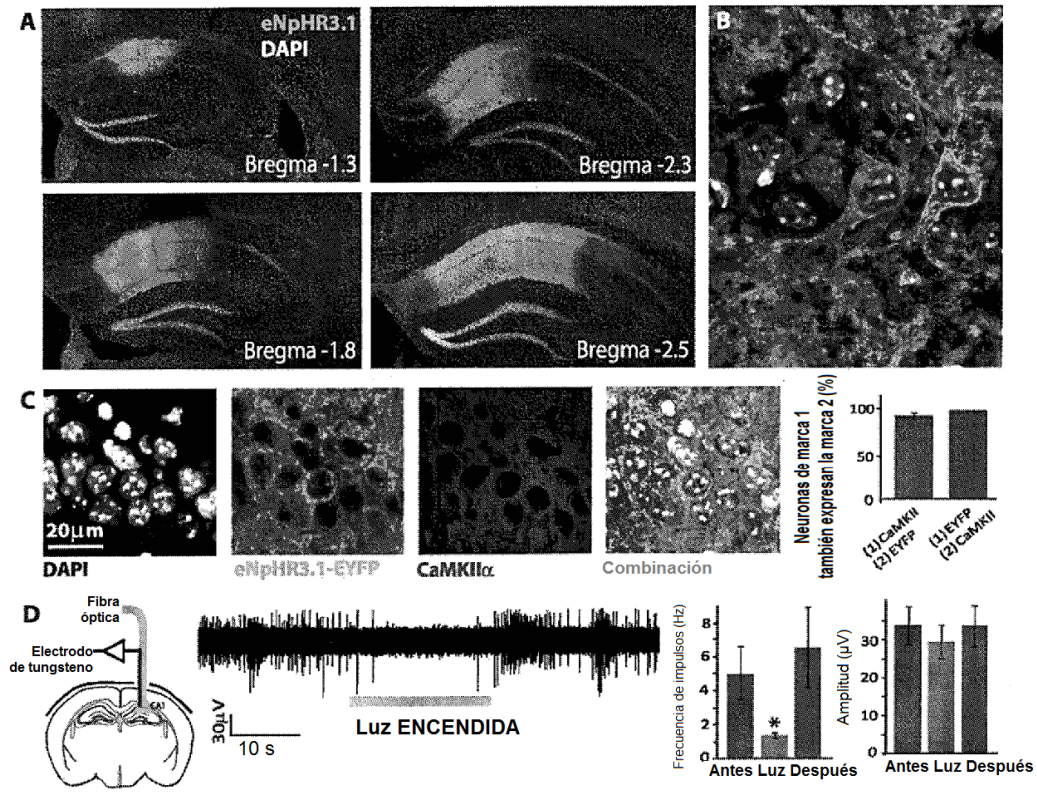 A
eNpHR3.1
DAPI
Bregma -1.3
Bregma -2.3
Bregma -1.8
Bregma -2.5
B
C
20µm
DAPI
eNpHR3.1-EYFP
CaMKIIα
Combinación
Neuronas de marca 1
también expresan la marca 2 (%)
100
50
0
(1)CaMKII
(2)EYFP
(1)EYFP
(2)CaMKII
D
Fibra
óptica
Electrodo
de tungsteno
CA1
30µV
10 s
Luz ENCENDIDA
Frecuencia de impulsos (Hz)
8
6
4
2
0
*
Antes Luz Después
Amplitud (µV)
30
20
10
0
Antes Luz Después